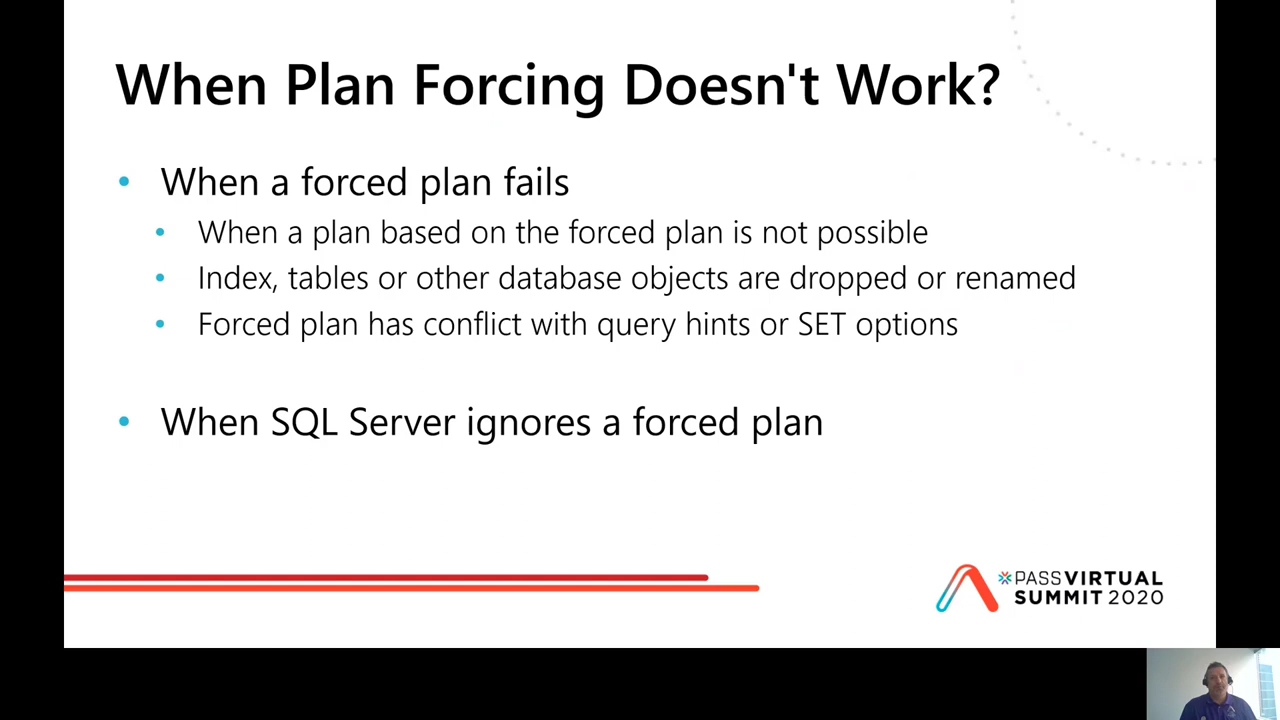 When Plan Forcing Doesn't Work?
• When a forced plan fails
• When a plan based on the forced plan is not possible
• Index, tables or other database objects are dropped or renamed
• Forced plan has conflict with query hints or SET options
• When SQL Server ignores a forced plan
PASS VIRTUAL
SUMMIT 2020